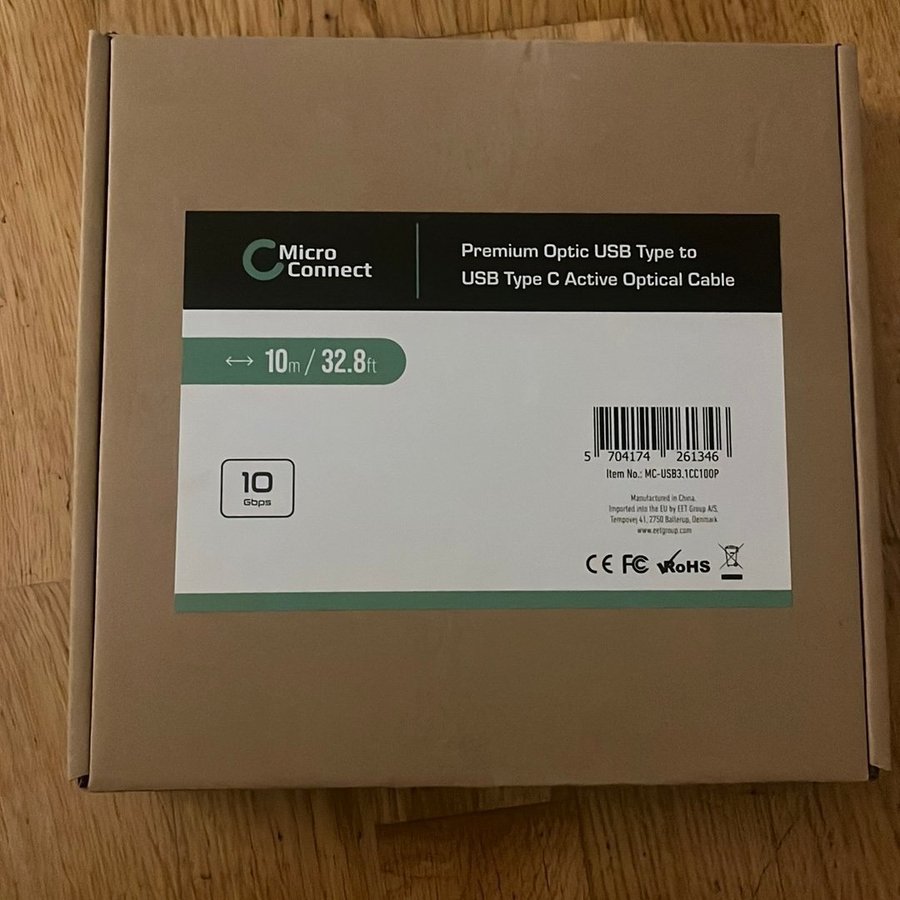 Micro
Connect
Premium Optic USB Type to
USB Type C Active Optical Cable
10m / 32.8ft
10
Gbps
5 704174 261346
Item No.: MC-USB3.1CC100P
Manufactured in China.
Imported into the EU by EET Group A/S,
Tempovej 41, 2750 Ballerup, Denmark
www.eetgroup.com
CE FC RoHS